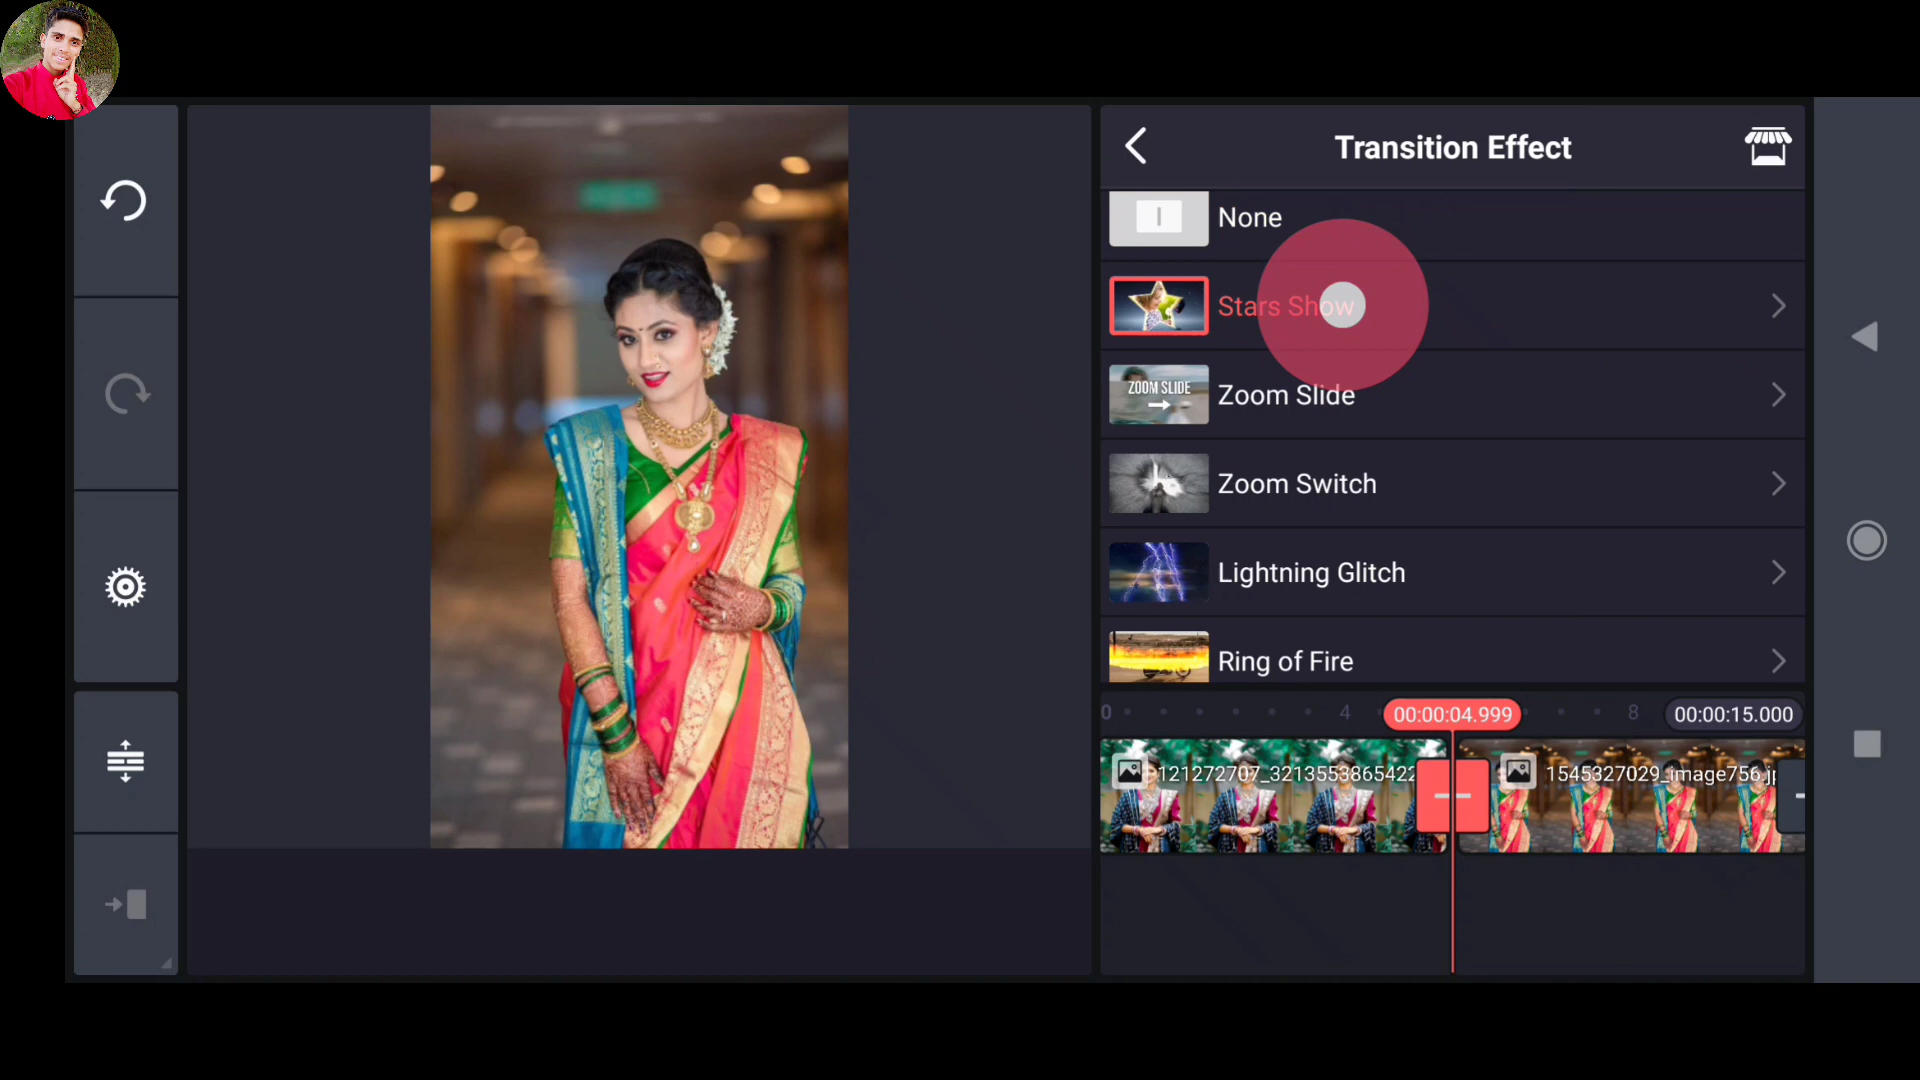 Transition Effect
None
Stars Show
ZOOM SLIDE
Zoom Slide
Zoom Switch
Lightning Glitch
Ring of Fire
0 4 00:00:04.999 8 00:00:15.000
121272707_3213553865422 1545327029_image756.jp